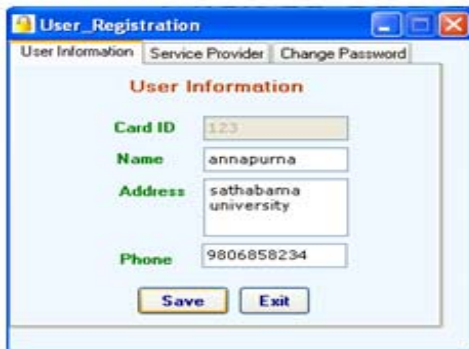 User_Registration
User Information Service Provider Change Password
User Information
Card ID 123
Name annapurna
Address sathabama
university
Phone 9806858234
Save Exit